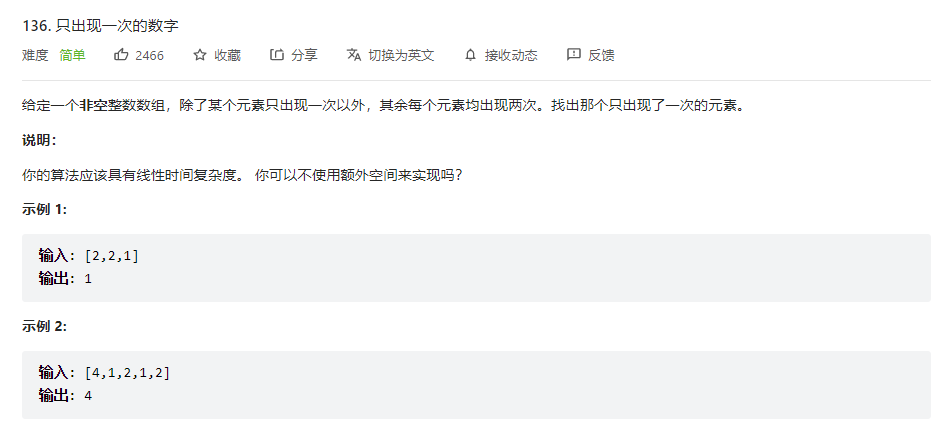 136. 只出现一次的数字
难度 简单 2466 收藏 分享 切换为英文 接收动态 反馈
给定一个非空整数数组，除了某个元素只出现一次以外，其余每个元素均出现两次。找出那个只出现了一次的元素。
说明：
你的算法应该具有线性时间复杂度。 你可以不使用额外空间来实现吗？
示例 1:
输入: [2,2,1]
输出: 1
示例 2:
输入: [4,1,2,1,2]
输出: 4